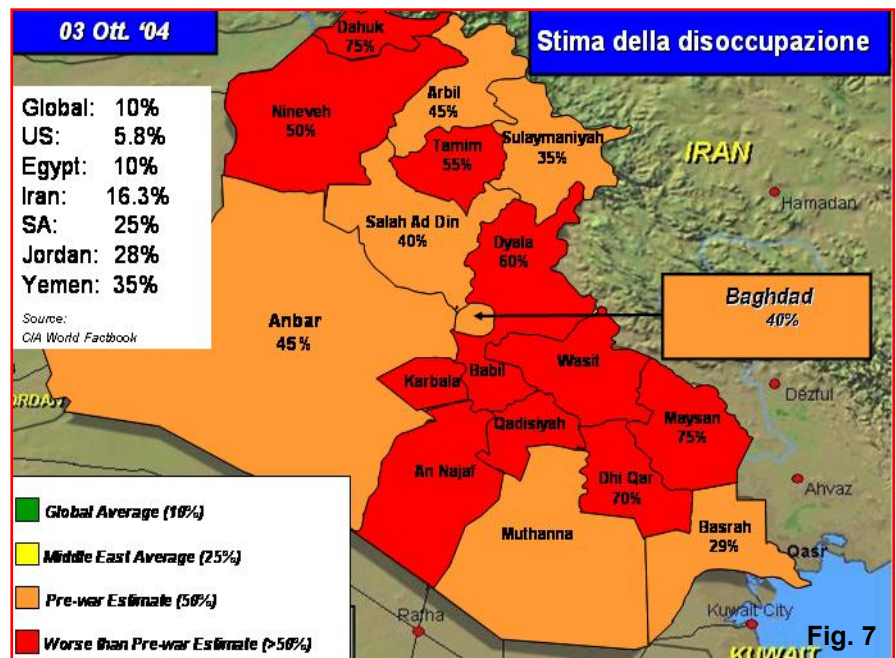 03 Ott. '04
Stima della disoccupazione
Global: 10%
US: 5.8%
Egypt: 10%
Iran: 16.3%
SA: 25%
Jordan: 28%
Yemen: 35%
Source:
CIA World Factbook
Dahuk
75%
Nineveh
50%
Arbil
45%
Tamim
55%
Sulaymaniyah
35%
IRAN
Hamadan
Salah Ad Din
40%
Dyala
60%
Baghdad
40%
Anbar
45%
Karbala
Babil
Wasit
Dezful
Qadisiyah
Maysan
75%
An Najaf
Dhi Qar
70%
Ahvaz
Muthanna
Basrah
29%
Qasr
Rafha
Kuwait City
KUWAIT
JORDAN
Global Average (10%)
Middle East Average (25%)
Pre-war Estimate (50%)
Worse than Pre-war Estimate (>50%)
Fig. 7